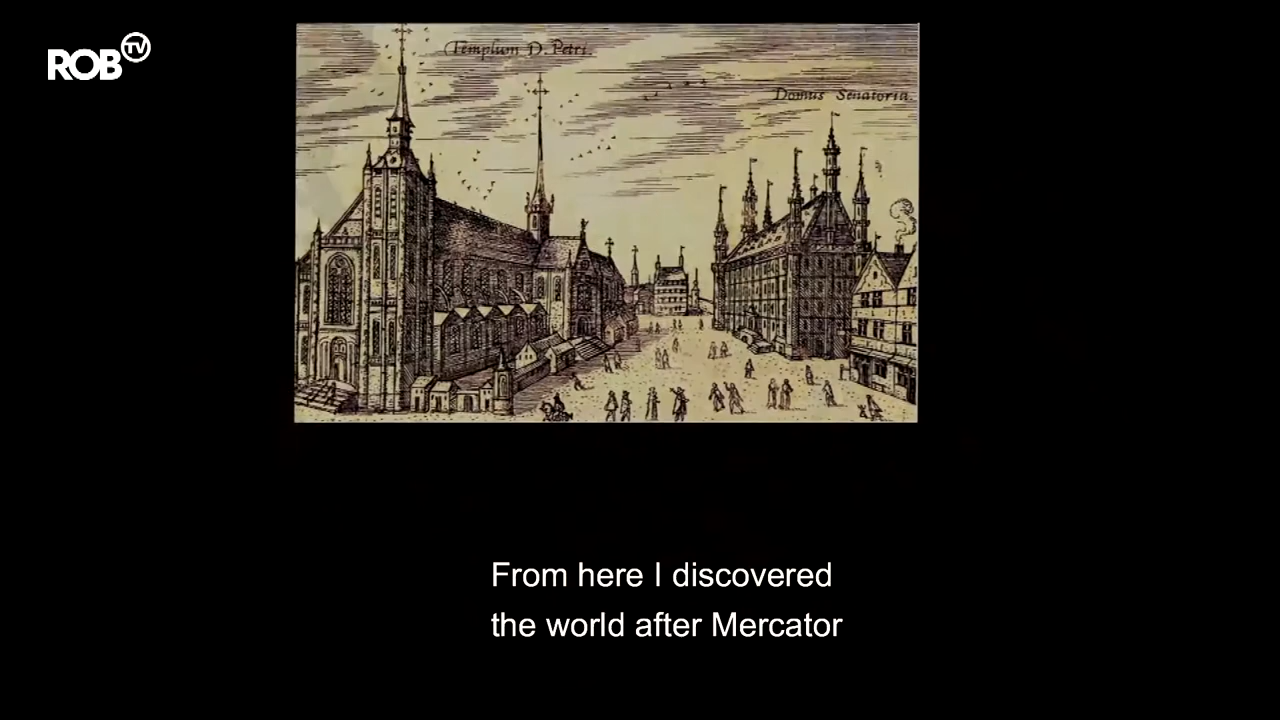 ROB TV
Templum D. Petri.
Domus Senatoria.
From here I discovered
the world after Mercator